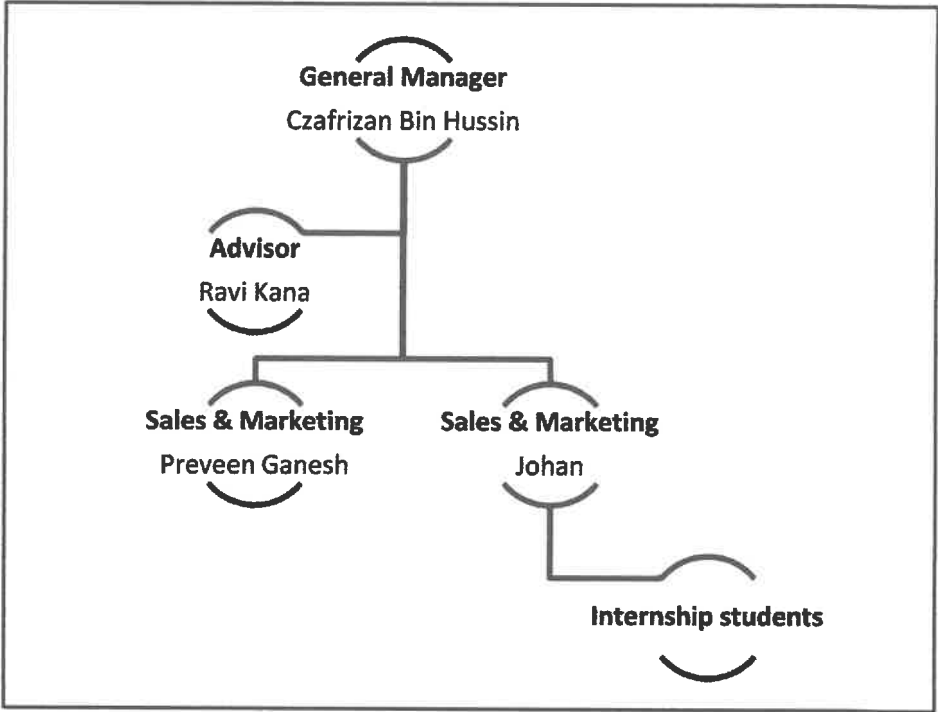 General Manager
Czafrizan Bin Hussin
Advisor
Ravi Kana
Sales & Marketing
Preveen Ganesh
Sales & Marketing
Johan
Internship students